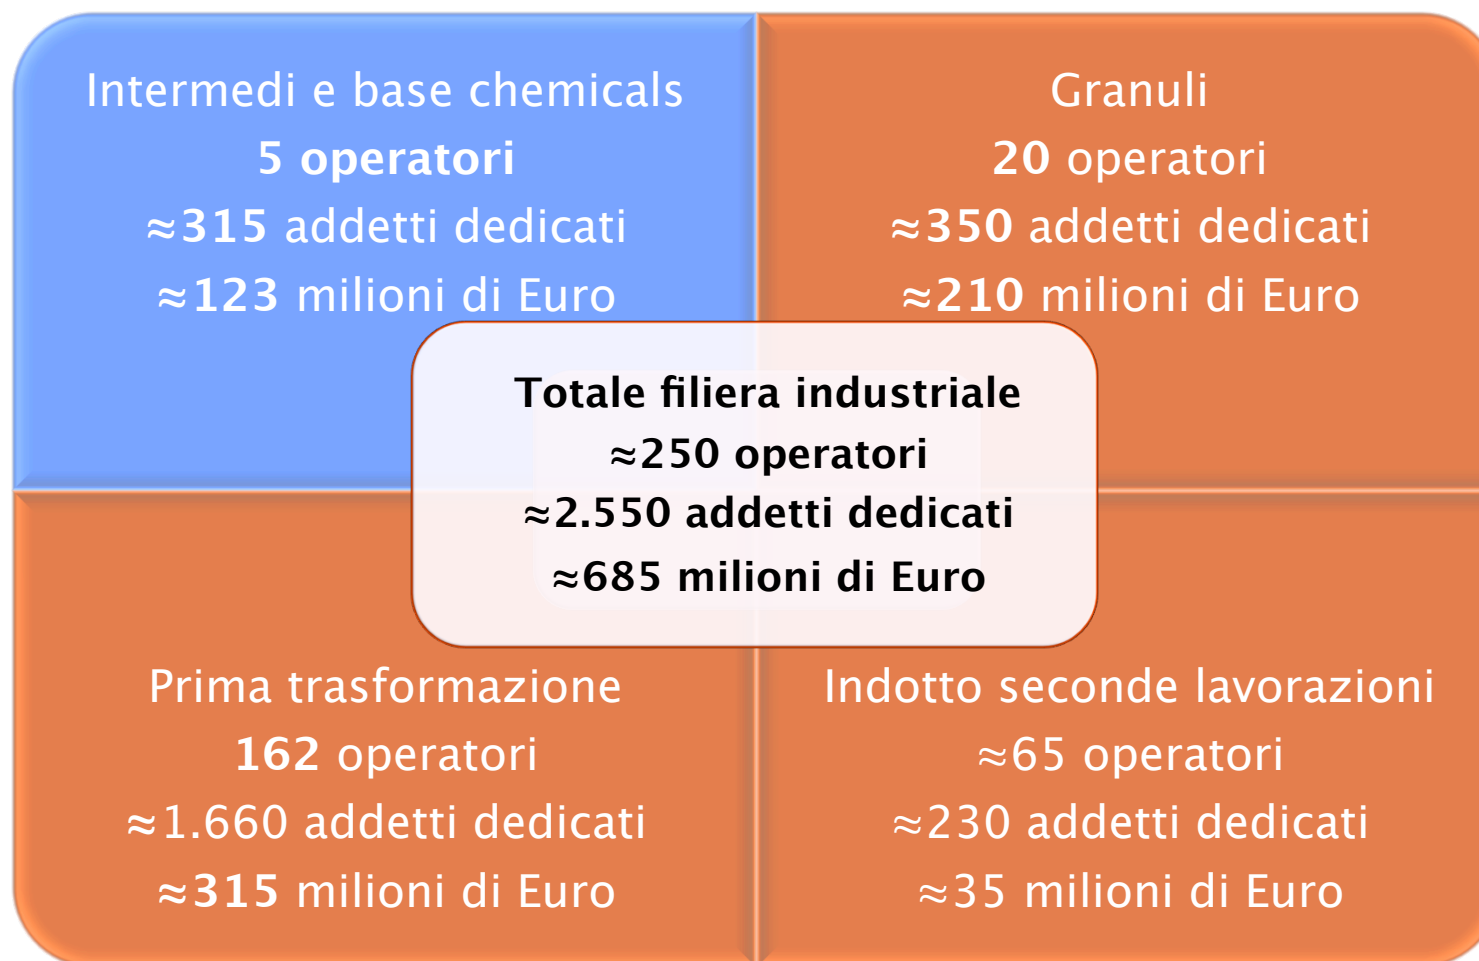 Intermedi e base chemicals
5 operatori
≈315 addetti dedicati
≈123 milioni di Euro
Granuli
20 operatori
≈350 addetti dedicati
≈210 milioni di Euro
Totale filiera industriale
≈250 operatori
≈2.550 addetti dedicati
≈685 milioni di Euro
Prima trasformazione
162 operatori
≈1.660 addetti dedicati
≈315 milioni di Euro
Indotto seconde lavorazioni
≈65 operatori
≈230 addetti dedicati
≈35 milioni di Euro